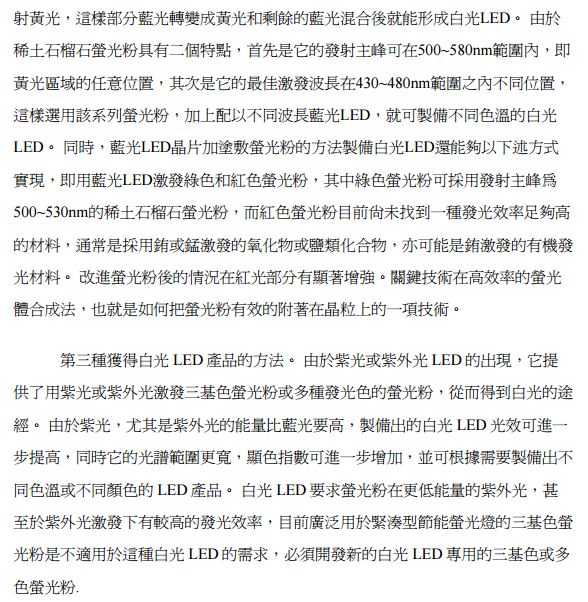 射黃光，這樣部分藍光轉變成黃光和剩餘的藍光混合後就能形成白光LED。 由於
稀土石榴石螢光粉具有二個特點，首先是它的發射主峰可在500~580nm範圍內，即
黃光區域的任意位置，其次是它的最佳激發波長在430~480nm範圍之內不同位置，
這樣選用該系列螢光粉，加上配以不同波長藍光LED，就可製備不同色溫的白光
LED。 同時，藍光LED晶片加塗敷螢光粉的方法製備白光LED還能夠以下述方式
實現，即用藍光LED激發綠色和紅色螢光粉，其中綠色螢光粉可採用發射主峰爲
500~530nm的稀土石榴石螢光粉，而紅色螢光粉目前尙未找到一種發光效率足夠高
的材料，通常是採用銪或錳激發的氧化物或鹽類化合物，亦可能是銪激發的有機發
光材料。 改進螢光粉後的情況在紅光部分有顯著增強。關鍵技術在高效率的螢光
體合成法，也就是如何把螢光粉有效的附著在晶粒上的一項技術。
第三種獲得白光 LED 產品的方法。 由於紫光或紫外光 LED 的出現，它提
供了用紫光或紫外光激發三基色螢光粉或多種發光色的螢光粉，從而得到白光的途
經。 由於紫光，尤其是紫外光的能量比藍光要高，製備出的白光 LED 光效可進一
步提高，同時它的光譜範圍更寬，顯色指數可進一步增加，並可根據需要製備出不
同色溫或不同顏色的 LED 產品。 白光 LED 要求螢光粉在更低能量的紫外光，甚
至於紫外光激發下有較高的發光效率，目前廣泛用於緊湊型節能螢光燈的三基色螢
光粉是不適用於這種白光 LED 的需求，必須開發新的白光 LED 專用的三基色或多
色螢光粉.